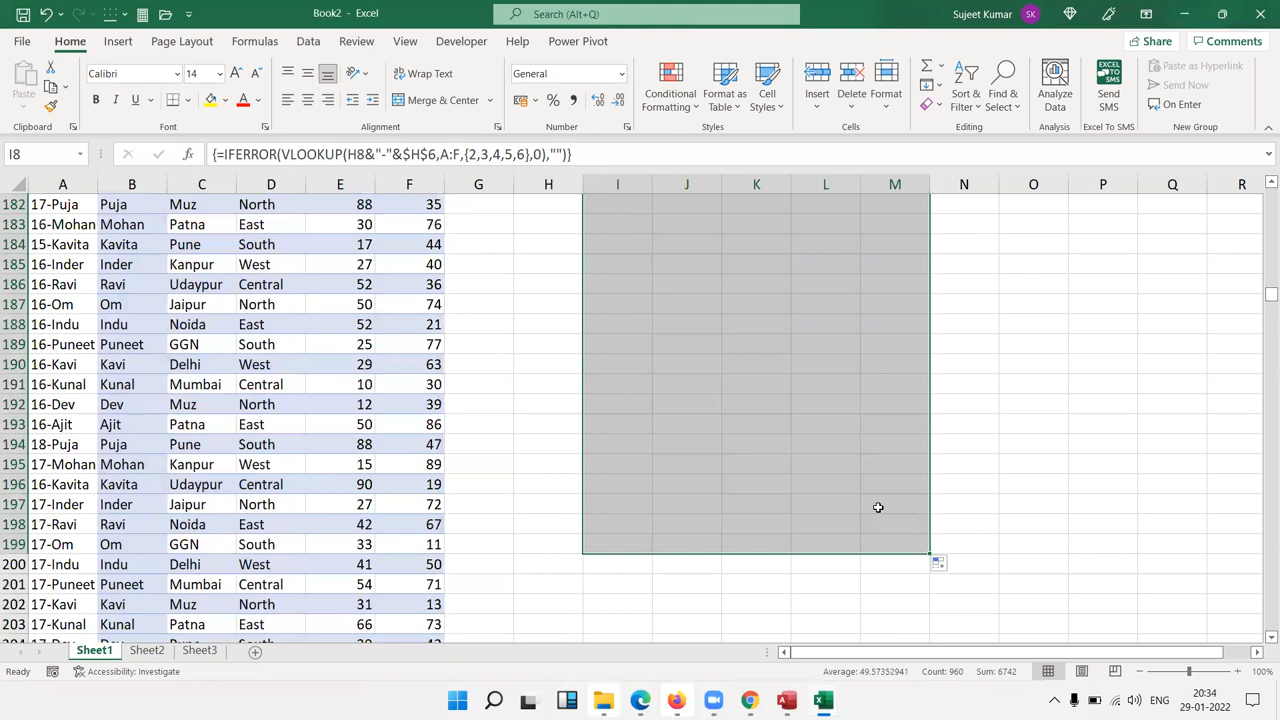 Book2 - Excel
Search (Alt+Q)
Sujeet Kumar SK
File Home Insert Page Layout Formulas Data Review View Developer Help Power Pivot Share Comments
Paste Calibri 14 Wrap Text General Conditional Formatting Format as Table Cell Styles Insert Delete Format Sort & Filter Find & Select Analyze Data Send SMS Paste as Hyperlink
B I U A Merge & Center % Send Now
On Enter
Clipboard Font Alignment Number Styles Cells Editing Analysis Excel To SMS New Group
I8 fx {=IFERROR(VLOOKUP(H8&"-"&$H$6,A:F,{2,3,4,5,6},0),"")}
A B C D E F G H I J K L M N O P Q R
182 17-Puja Puja Muz North 88 35
183 16-Mohan Mohan Patna East 30 76
184 15-Kavita Kavita Pune South 17 44
185 16-Inder Inder Kanpur West 27 40
186 16-Ravi Ravi Udaypur Central 52 36
187 16-Om Om Jaipur North 50 74
188 16-Indu Indu Noida East 52 21
189 16-Puneet Puneet GGN South 25 77
190 16-Kavi Kavi Delhi West 29 63
191 16-Kunal Kunal Mumbai Central 10 30
192 16-Dev Dev Muz North 12 39
193 16-Ajit Ajit Patna East 50 86
194 18-Puja Puja Pune South 88 47
195 17-Mohan Mohan Kanpur West 15 89
196 16-Kavita Kavita Udaypur Central 90 19
197 17-Inder Inder Jaipur North 27 72
198 17-Ravi Ravi Noida East 42 67
199 17-Om Om GGN South 33 11
200 17-Indu Indu Delhi West 41 50
201 17-Puneet Puneet Mumbai Central 54 71
202 17-Kavi Kavi Muz North 31 13
203 17-Kunal Kunal Patna East 66 73
Sheet1 Sheet2 Sheet3
Ready Accessibility: Investigate Average: 49.57352941 Count: 960 Sum: 6742 100%
ENG 20:34
29-01-2022